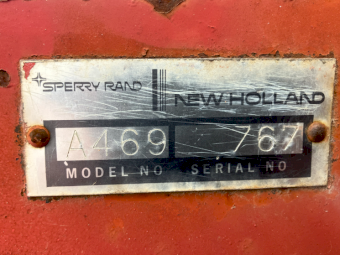 SPERRY RAND NEW HOLLAND
A469 767
MODEL NO SERIAL NO